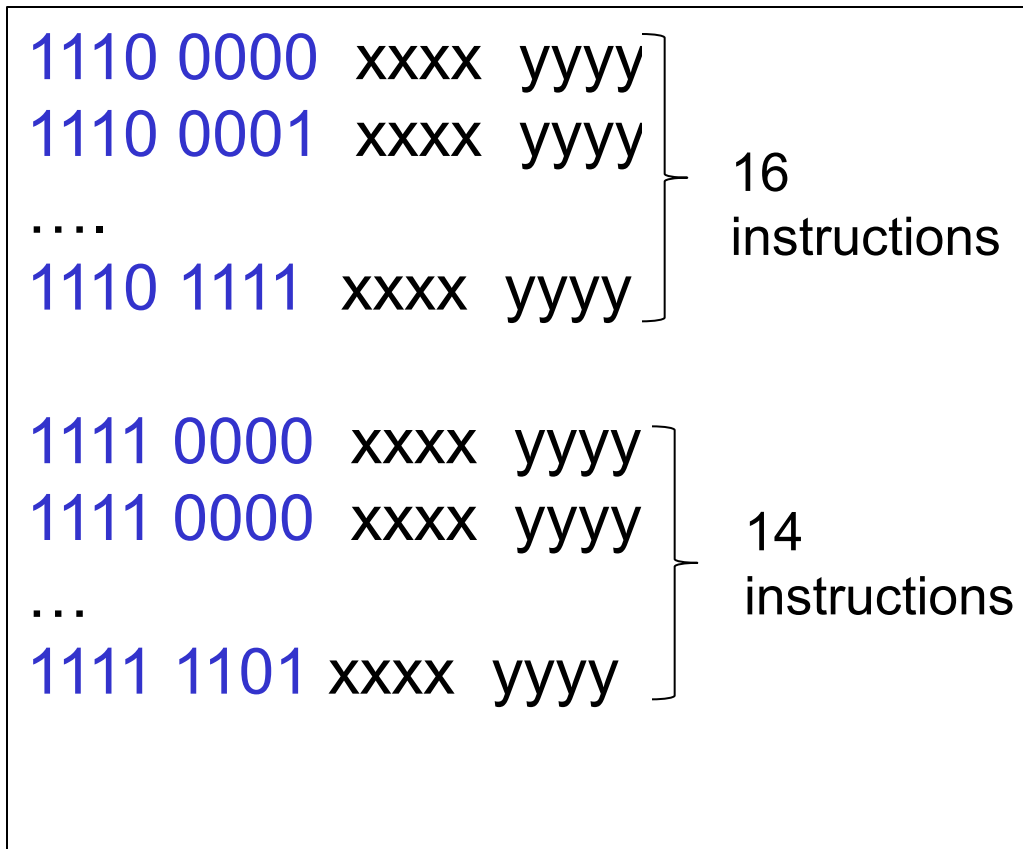 1110 0000 xxxx yyyy
1110 0001 xxxx yyyy
....
1110 1111 xxxx yyyy
16
instructions
1111 0000 xxxx yyyy
1111 0000 xxxx yyyy
...
1111 1101 xxxx yyyy
14
instructions